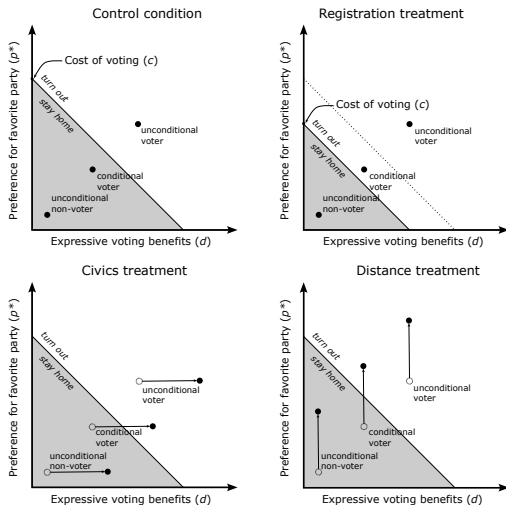 Control condition
Preference for favorite party (p*)
Cost of voting (c)
turn out
stay home
unconditional
voter
conditional
voter
unconditional
non-voter
Expressive voting benefits (d)
Registration treatment
Preference for favorite party (p*)
Cost of voting (c)
turn out
stay home
unconditional
voter
conditional
voter
unconditional
non-voter
Expressive voting benefits (d)
Civics treatment
Preference for favorite party (p*)
turn out
stay home
unconditional
voter
conditional
voter
unconditional
non-voter
Expressive voting benefits (d)
Distance treatment
Preference for favorite party (p*)
turn out
stay home
unconditional
voter
conditional
voter
unconditional
non-voter
Expressive voting benefits (d)